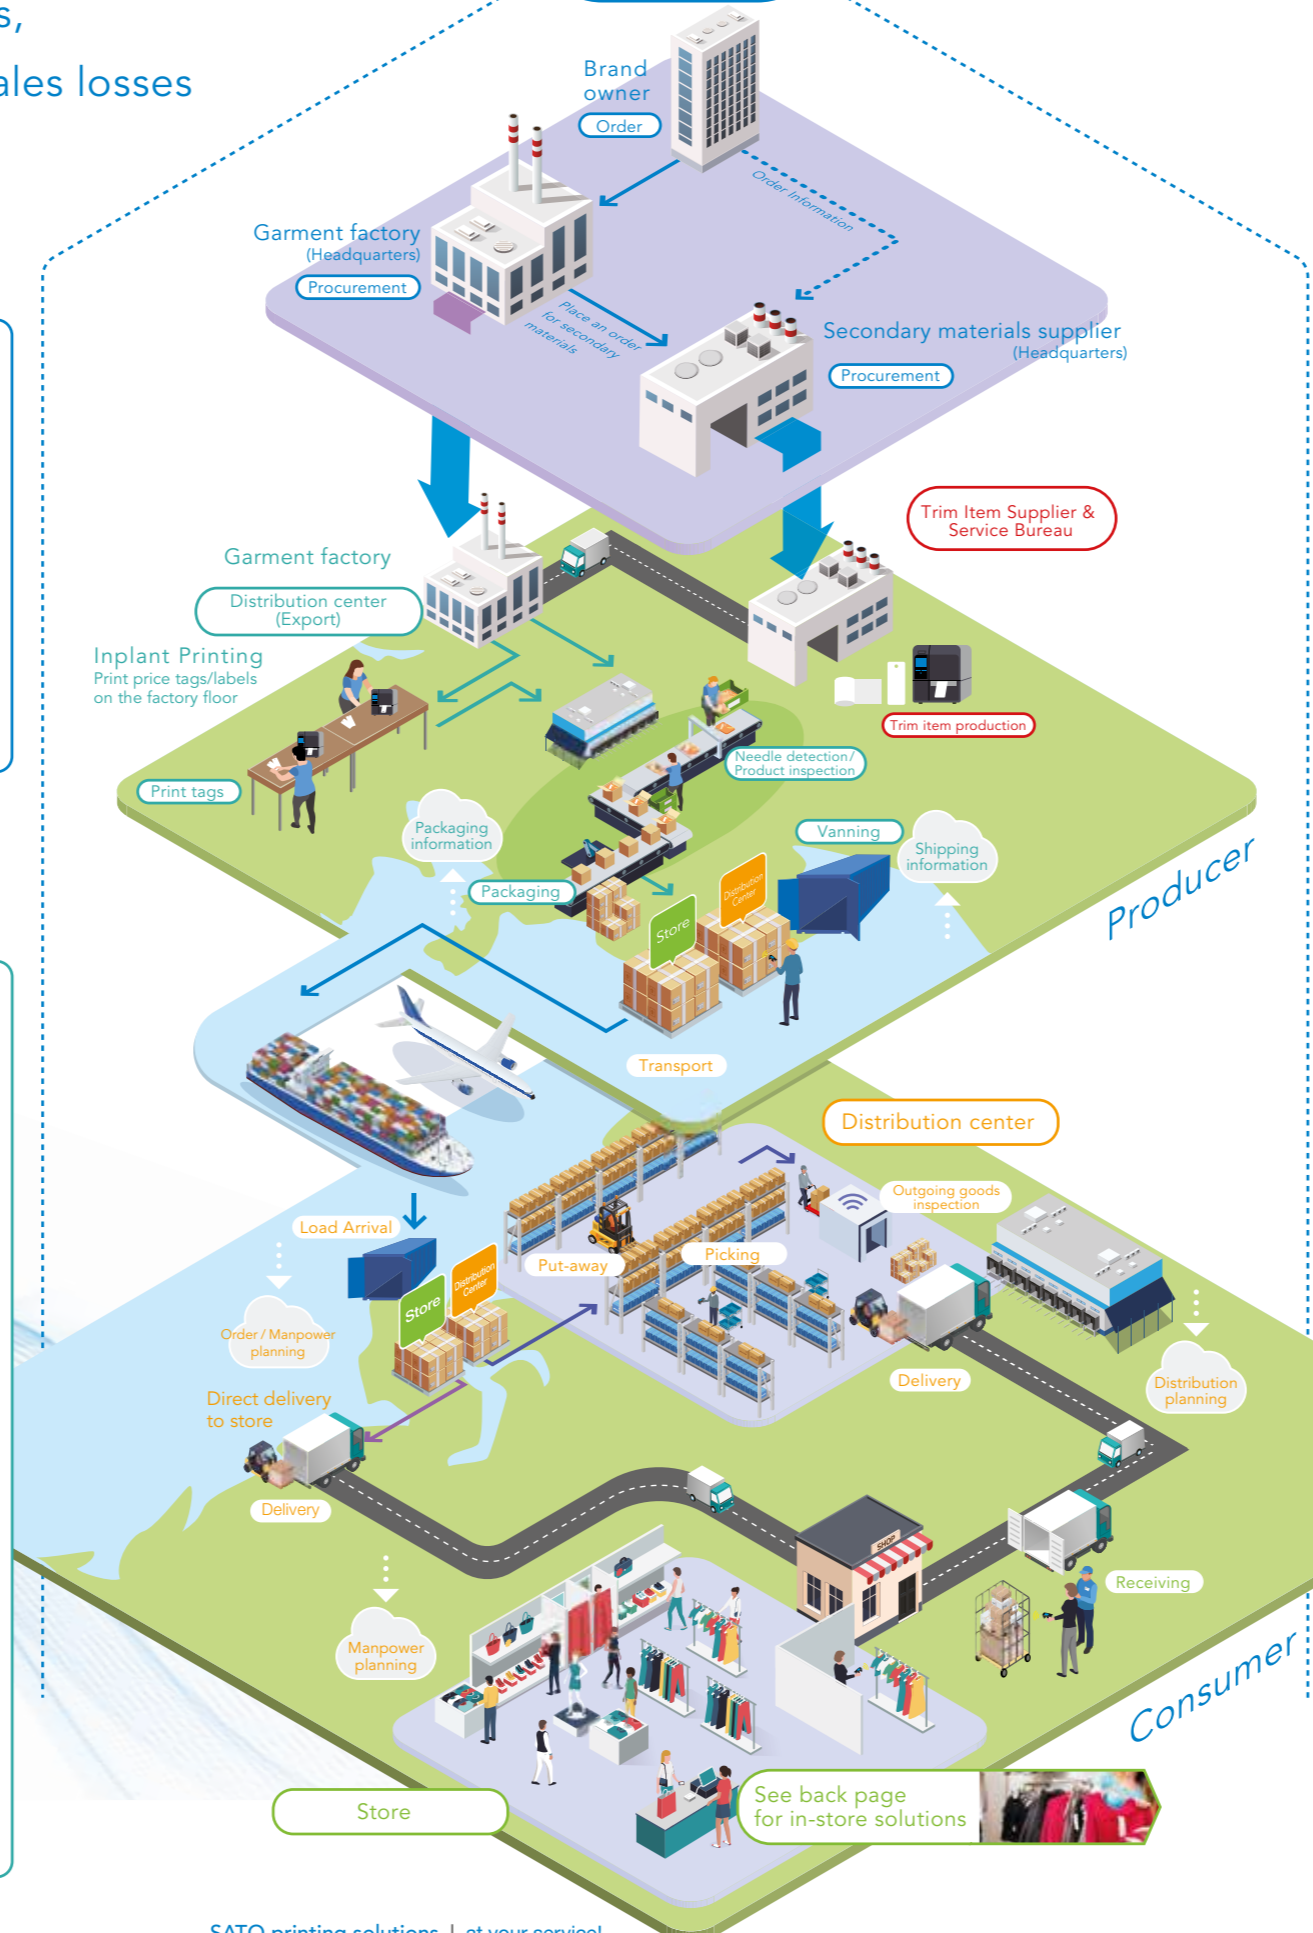 s,
ales losses
Brand
owner
Order
Order Information
Garment factory
(Headquarters)
Procurement
Place an order
for secondary
materials
Secondary materials supplier
(Headquarters)
Procurement
Trim Item Supplier &
Service Bureau
Garment factory
Distribution center
(Export)
Inplant Printing
Print price tags/labels
on the factory floor
Trim item production
Needle detection/
Product inspection
Print tags
Packaging
information
Vanning
Shipping
information
Packaging
Distribution
Center
Store
Producer
Transport
Distribution center
Outgoing goods
inspection
Load Arrival
Put-away
Picking
Distribution
Center
Store
Order / Manpower
planning
Delivery
Distribution
planning
Direct delivery
to store
Delivery
SHOP
Receiving
Manpower
planning
Consumer
See back page
for in-store solutions
Store
SATO printing solutions | at your service!